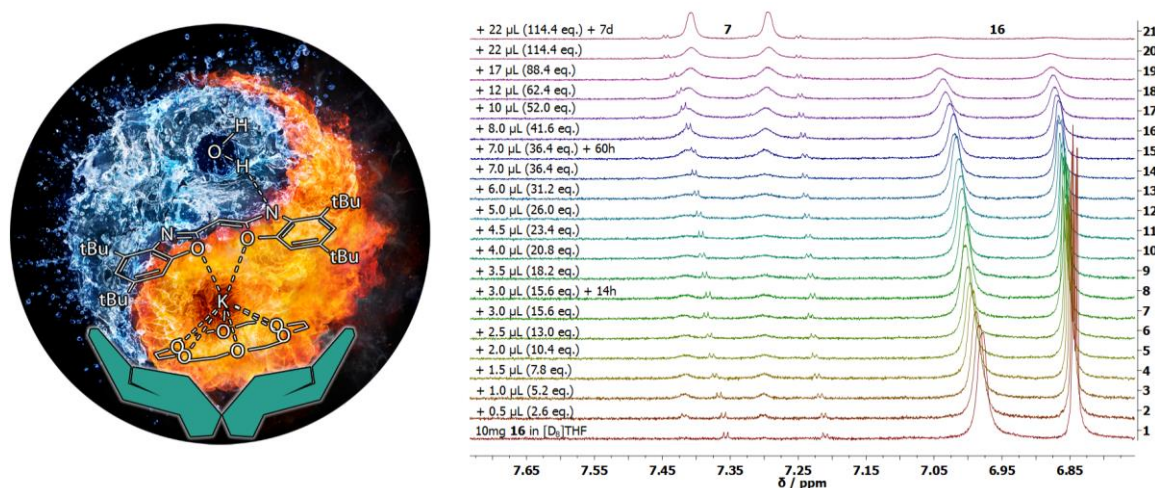 H
O
H
N
tBu
tBu
N
O
O
tBu
tBu
K
O
O
O
O
O
+ 22 µL (114.4 eq.) + 7d 7 16 21
+ 22 µL (114.4 eq.) 20
+ 17 µL (88.4 eq.) 19
+ 12 µL (62.4 eq.) 18
+ 10 µL (52.0 eq.) 17
+ 8.0 µL (41.6 eq.) 16
+ 7.0 µL (36.4 eq.) + 60h 15
+ 7.0 µL (36.4 eq.) 14
+ 6.0 µL (31.2 eq.) 13
+ 5.0 µL (26.0 eq.) 12
+ 4.5 µL (23.4 eq.) 11
+ 4.0 µL (20.8 eq.) 10
+ 3.5 µL (18.2 eq.) 9
+ 3.0 µL (15.6 eq.) + 14h 8
+ 3.0 µL (15.6 eq.) 7
+ 2.5 µL (13.0 eq.) 6
+ 2.0 µL (10.4 eq.) 5
+ 1.5 µL (7.8 eq.) 4
+ 1.0 µL (5.2 eq.) 3
+ 0.5 µL (2.6 eq.) 2
10mg 16 in [D₈]THF 1
7.65 7.55 7.45 7.35 7.25 7.15 7.05 6.95 6.85
δ / ppm